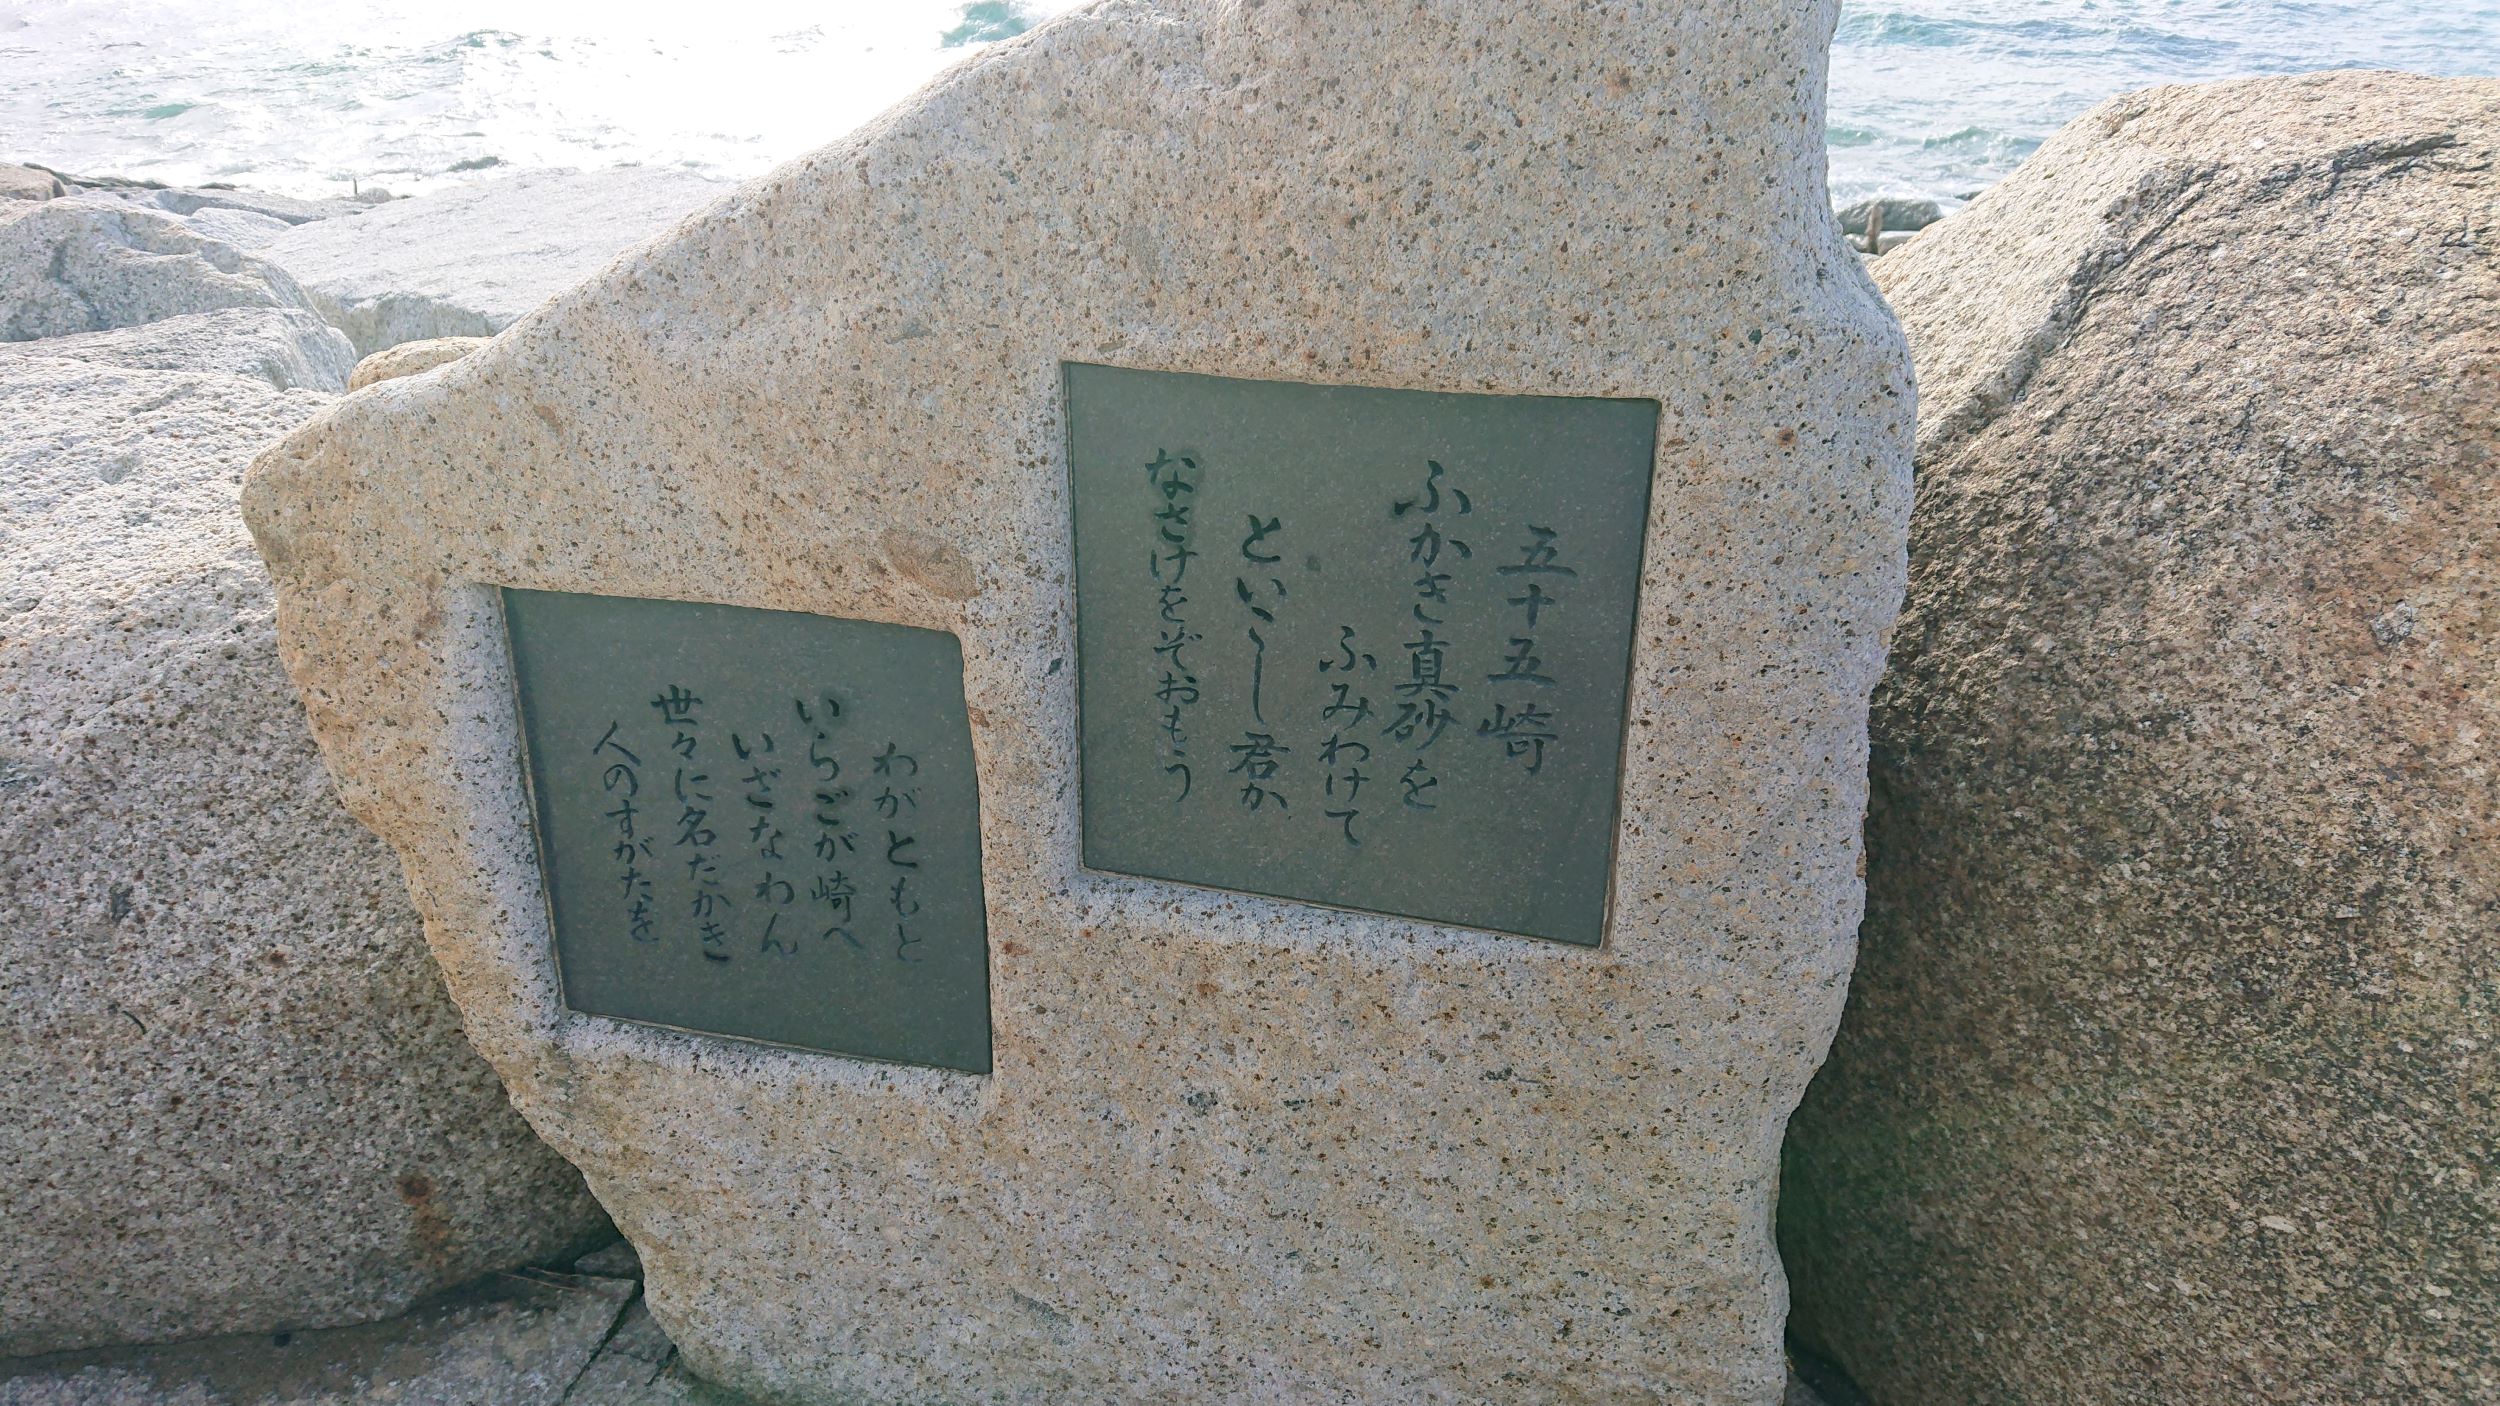 五十五崎
ふかき真砂を
ふみわけて
といゝし君か
なさけをぞおもう
わがともと
いらごが崎へ
いざなわん
世々に名だかき
人のすがたを